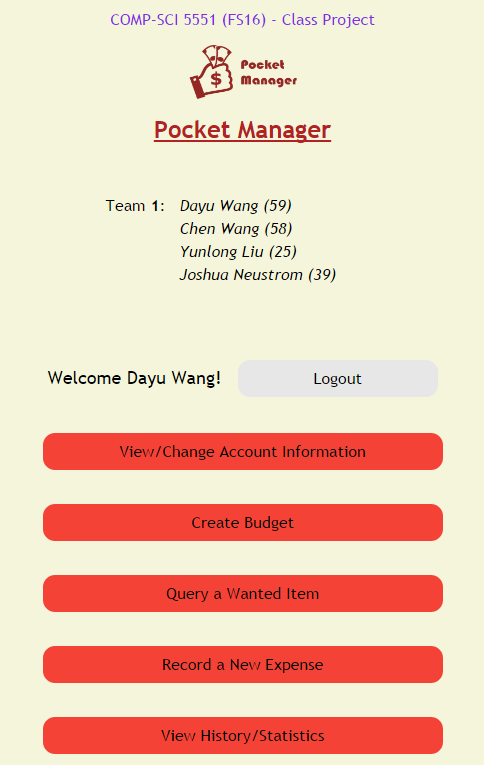 COMP-SCI 5551 (FS16) - Class Project
Pocket
Manager
$
Pocket Manager
Team 1: Dayu Wang (59)
Chen Wang (58)
Yunlong Liu (25)
Joshua Neustrom (39)
Welcome Dayu Wang! Logout
View/Change Account Information
Create Budget
Query a Wanted Item
Record a New Expense
View History/Statistics